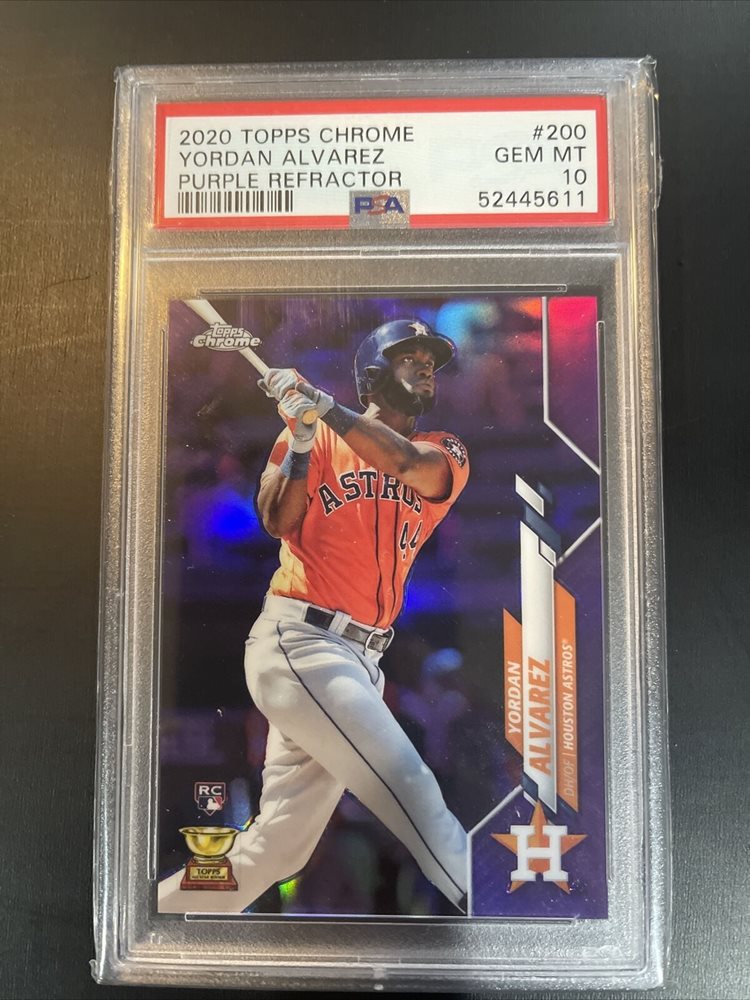 2020 TOPPS CHROME #200
YORDAN ALVAREZ GEM MT
PURPLE REFRACTOR 10
PSA 52445611
Topps
Chrome
ASTROS
44
YORDAN
ALVAREZ
DH/OF | HOUSTON ASTROS®
RC
TOPPS
H